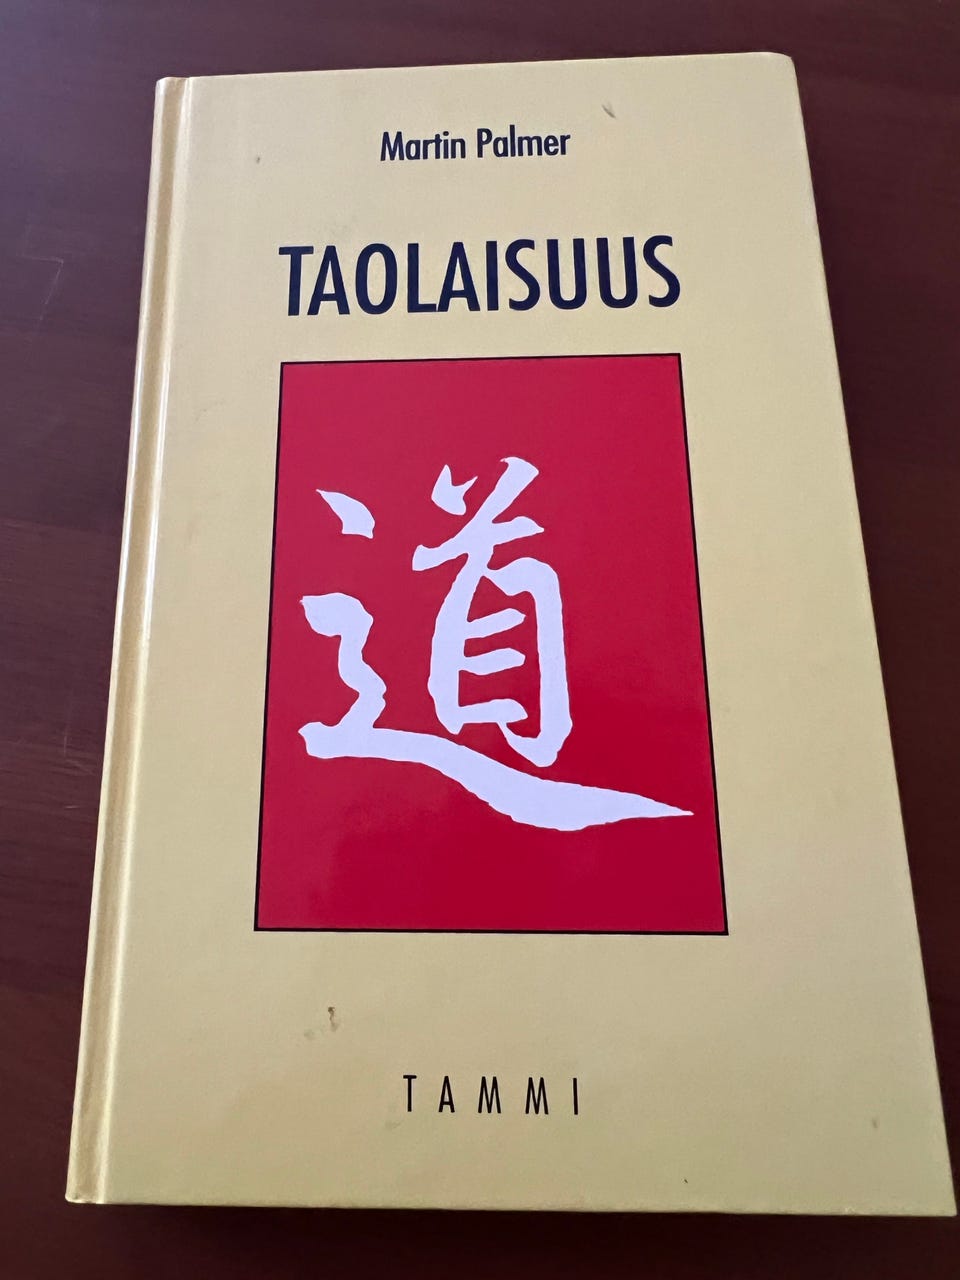 Martin Palmer
TAOLAISUUS
道
TAMMI